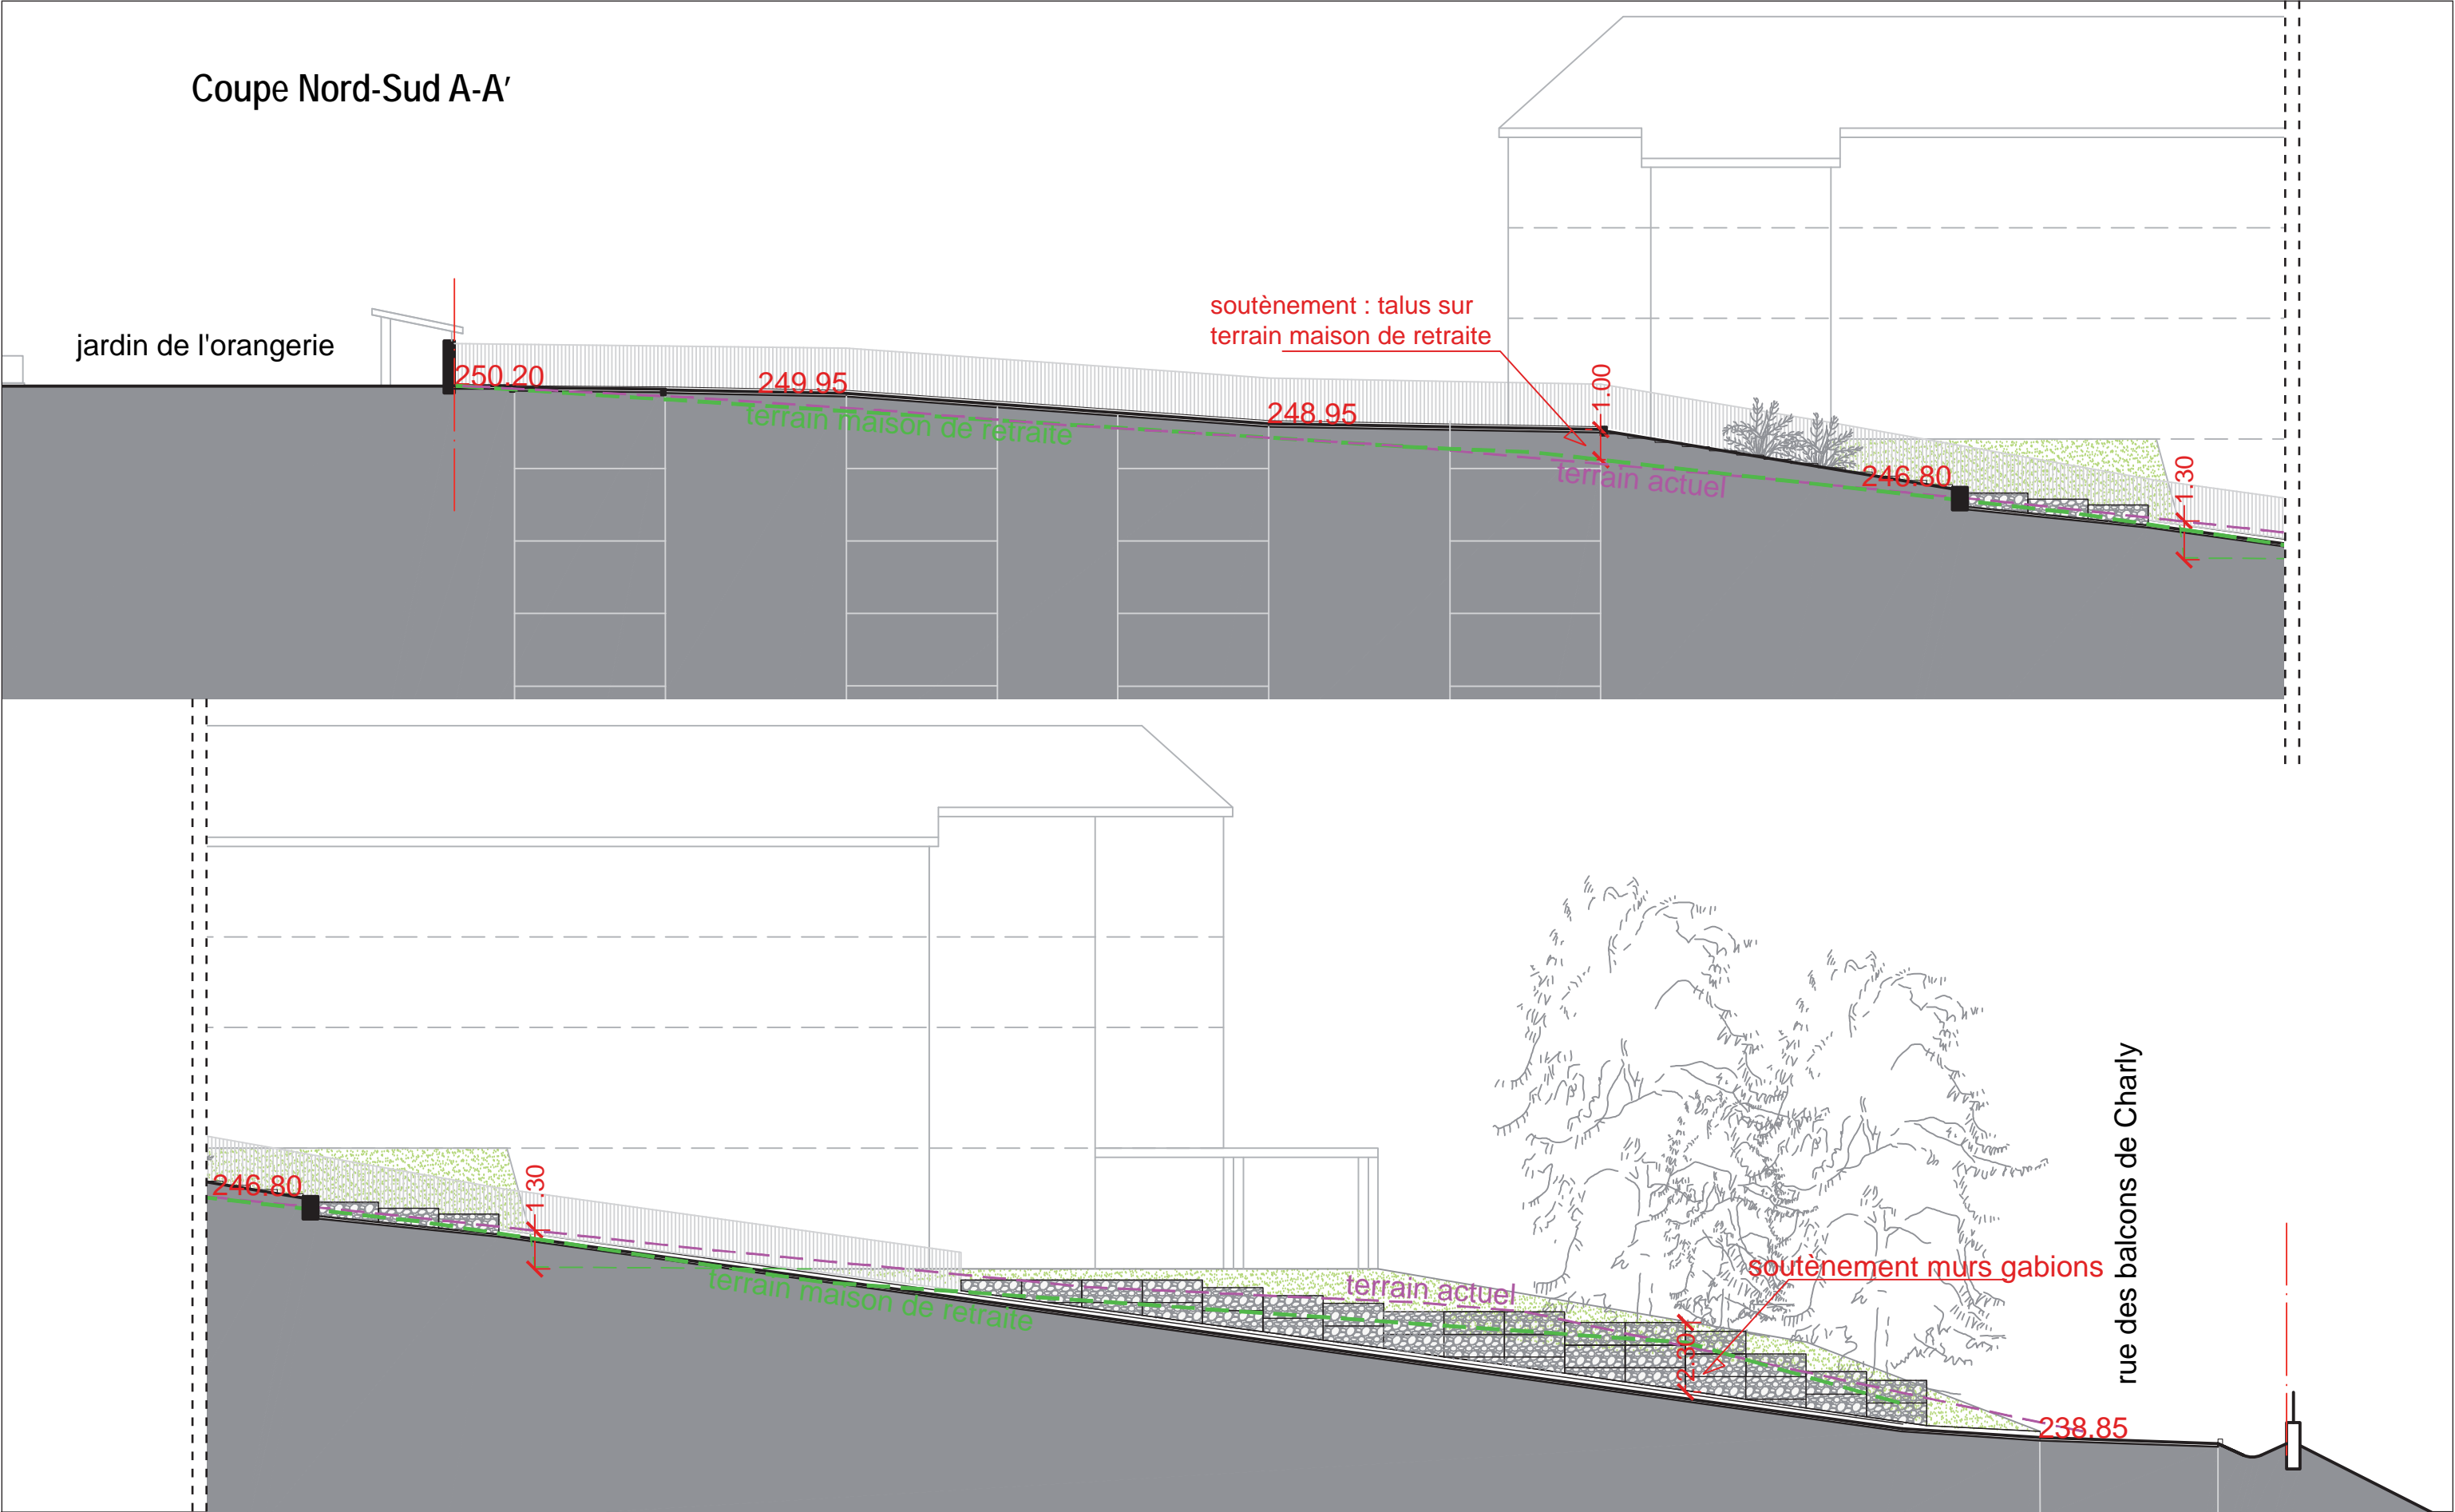 Coupe Nord-Sud A-A'
soutènement : talus sur
terrain maison de retraite
jardin de l'orangerie
250.20
249.95
248.95
1.00
terrain maison de retraite
terrain actuel
246.80
1.30
246.80
1.30
terrain maison de retraite
terrain actuel
soutènement murs gabions
2.30
rue des balcons de Charly
238.85